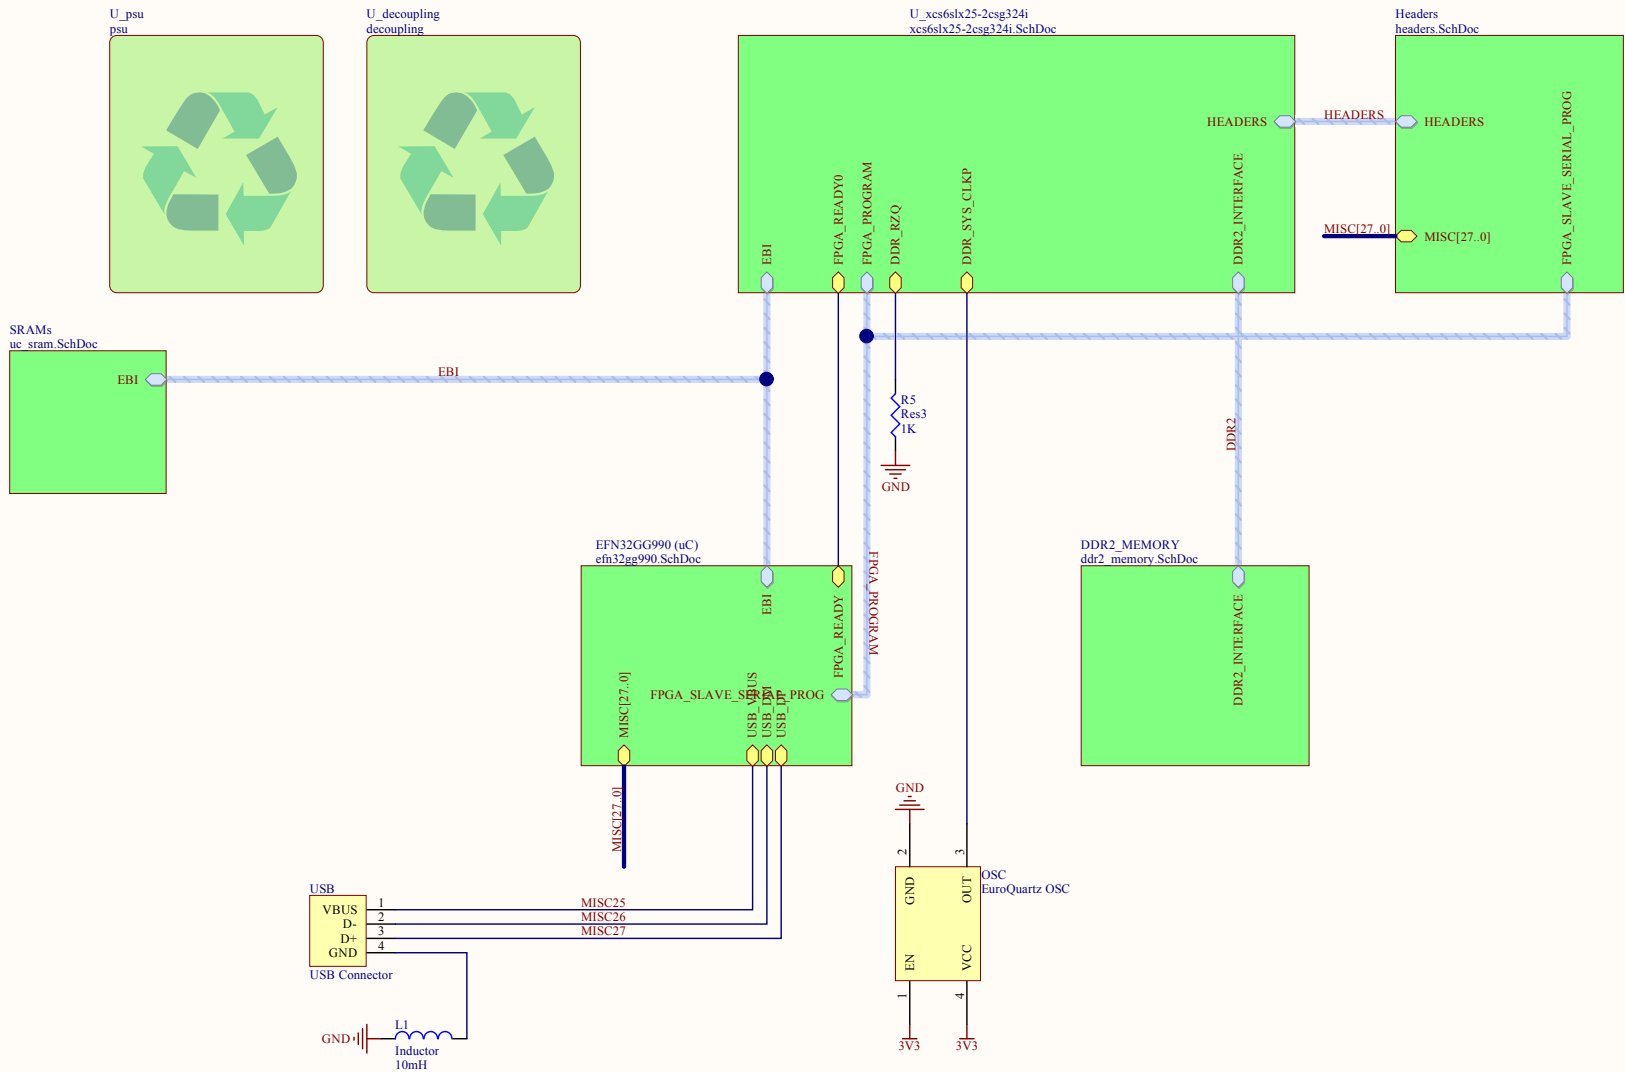 U_psu
psu
U_decoupling
decoupling
U_xcs6slx25-2csg324i
xcs6slx25-2csg324i.SchDoc
Headers
headers.SchDoc
HEADERS
HEADERS
HEADERS
MISC[27..0]
MISC[27..0]
FPGA_SLAVE_SERIAL_PROG
EBI
FPGA_READY0
FPGA_PROGRAM
DDR_RZQ
DDR_SYS_CLKP
DDR2_INTERFACE
SRAMs
uc_sram.SchDoc
EBI
EBI
R5
Res3
1K
GND
DDR2
FPGA_PROGRAM
EFN32GG990 (uC)
efn32gg990.SchDoc
EBI
FPGA_READY
FPGA_SLAVE_SERIAL_PROG
MISC[27..0]
USB_VBUS
USB_DM
USB_DP
MISC[27..0]
DDR2_MEMORY
ddr2_memory.SchDoc
DDR2_INTERFACE
GND
2
3
GND
OUT
EN
VCC
OSC
EuroQuartz OSC
1
4
3V3
3V3
USB
VBUS
1
D-
2
D+
3
GND
4
USB Connector
MISC25
MISC26
MISC27
GND
L1
Inductor
10mH